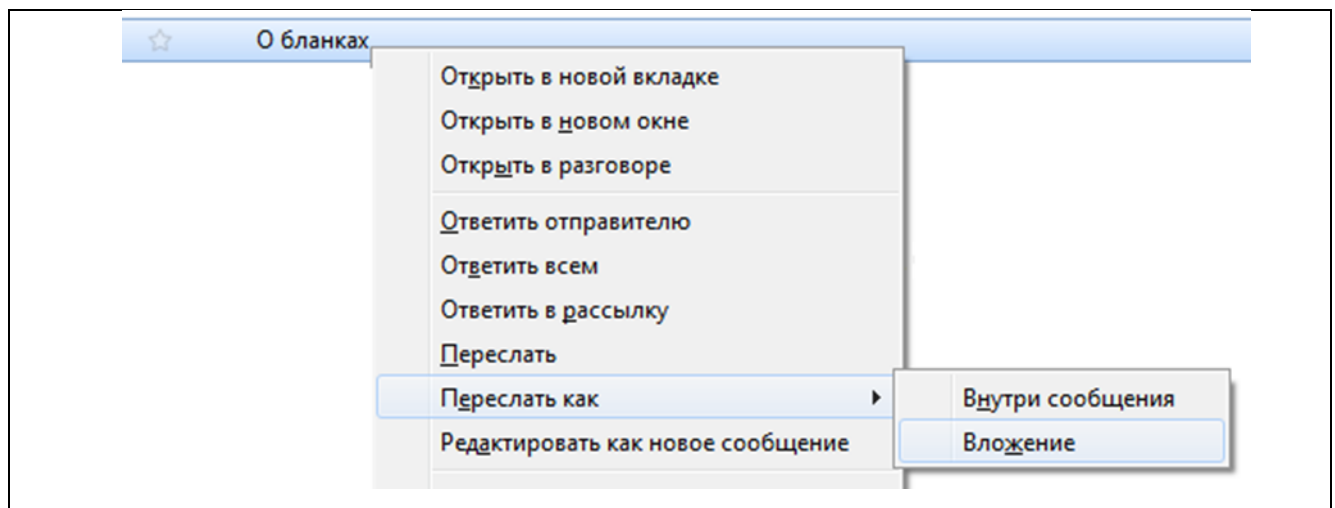 О бланках
Открыть в новой вкладке
Открыть в новом окне
Открыть в разговоре
Ответить отправителю
Ответить всем
Ответить в рассылку
Переслать
Переслать как
Внутри сообщения
Редактировать как новое сообщение
Вложение